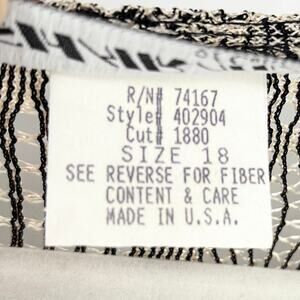 R/N# 74167
Style# 402904
Cut# 1880
SIZE 18
SEE REVERSE FOR FIBER
CONTENT & CARE
MADE IN U.S.A.